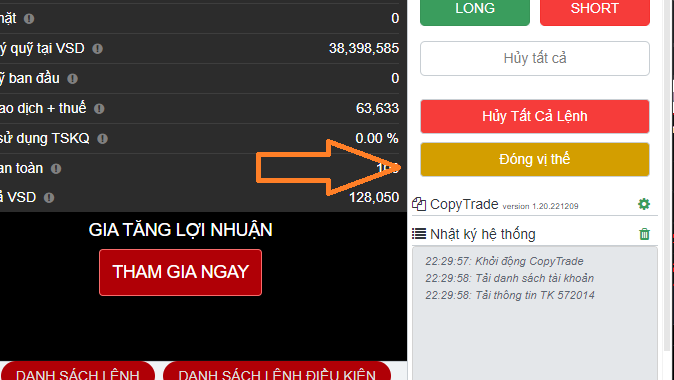 LONG SHORT
0
ý quỹ tại VSD 38,398,585
Hủy tất cả
ỹ ban đầu 0
ao dịch + thuế 63,633
Hủy Tất Cả Lệnh
sử dụng TSKQ 0.00 %
an toàn
Đóng vị thế
VSD 128,050
CopyTrade version 1.20.221209
GIA TĂNG LỢI NHUẬN
Nhật ký hệ thống
THAM GIA NGAY
22:29:57: Khởi động CopyTrade
22:29:58: Tải danh sách tài khoản
22:29:58: Tải thông tin TK 572014
DANH SÁCH LỆNH DANH SÁCH LỆNH ĐIỀU KIỆN